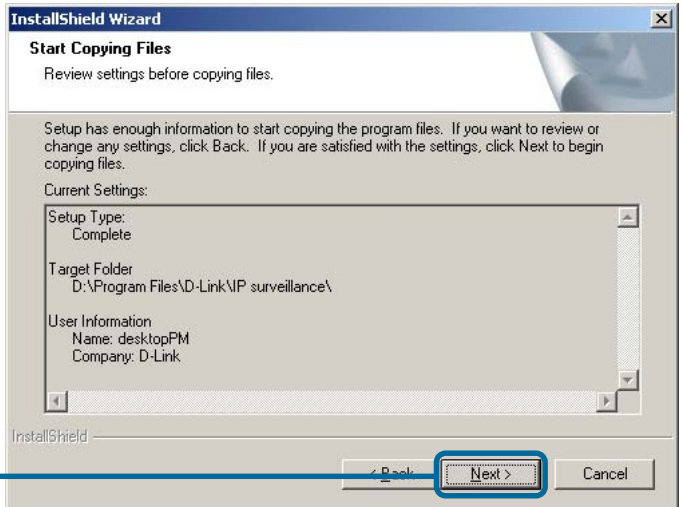 InstallShield Wizard
Start Copying Files
Review settings before copying files.
Setup has enough information to start copying the program files. If you want to review or
change any settings, click Back. If you are satisfied with the settings, click Next to begin
copying files.
Current Settings:
Setup Type:
Complete
Target Folder
D:\Program Files\D-Link\IP surveillance\
User Information
Name: desktopPM
Company: D-Link
InstallShield
< Back
Next >
Cancel